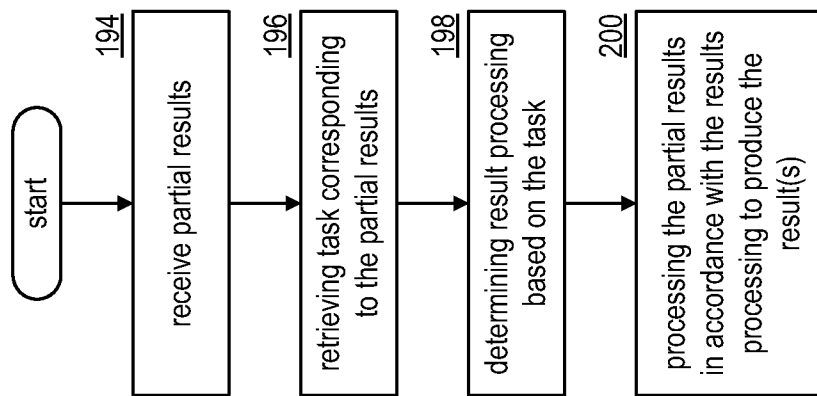 start
194
receive partial results
196
retrieving task corresponding
to the partial results
198
determining result processing
based on the task
200
processing the partial results
in accordance with the results
processing to produce the
result(s)